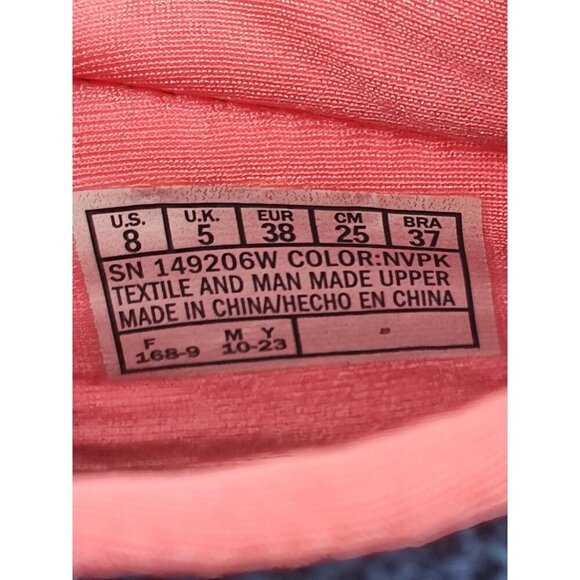 U.S. U.K. EUR CM BRA
8 5 38 25 37
SN 149206W COLOR:NVPK
TEXTILE AND MAN MADE UPPER
MADE IN CHINA/HECHO EN CHINA
F M Y
168-9 10-23